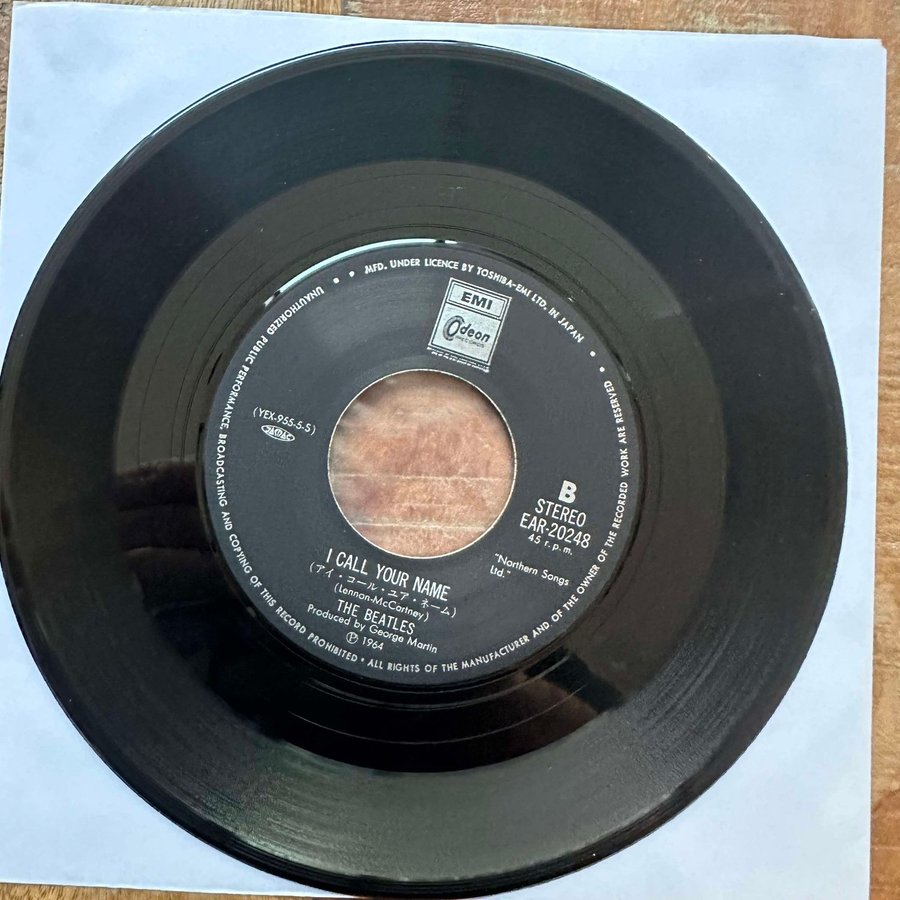 UNAUTHORIZED PUBLIC PERFORMANCE, BROADCASTING AND COPYING OF THIS RECORD PROHIBITED • ALL RIGHTS OF THE MANUFACTURER AND OF THE OWNER OF THE RECORDED WORK ARE RESERVED • • MFD. UNDER LICENCE BY TOSHIBA-EMI LTD. IN JAPAN • •
EMI
Odeon
RECORDS
(YEX-955-5-S)
B
STEREO
EAR-20248
45 r.p.m.
"Northern Songs
Ltd."
I CALL YOUR NAME
(アイ・コール・ユア・ネーム)
(Lennon-McCartney)
THE BEATLES
Produced by George Martin
Ⓟ 1964